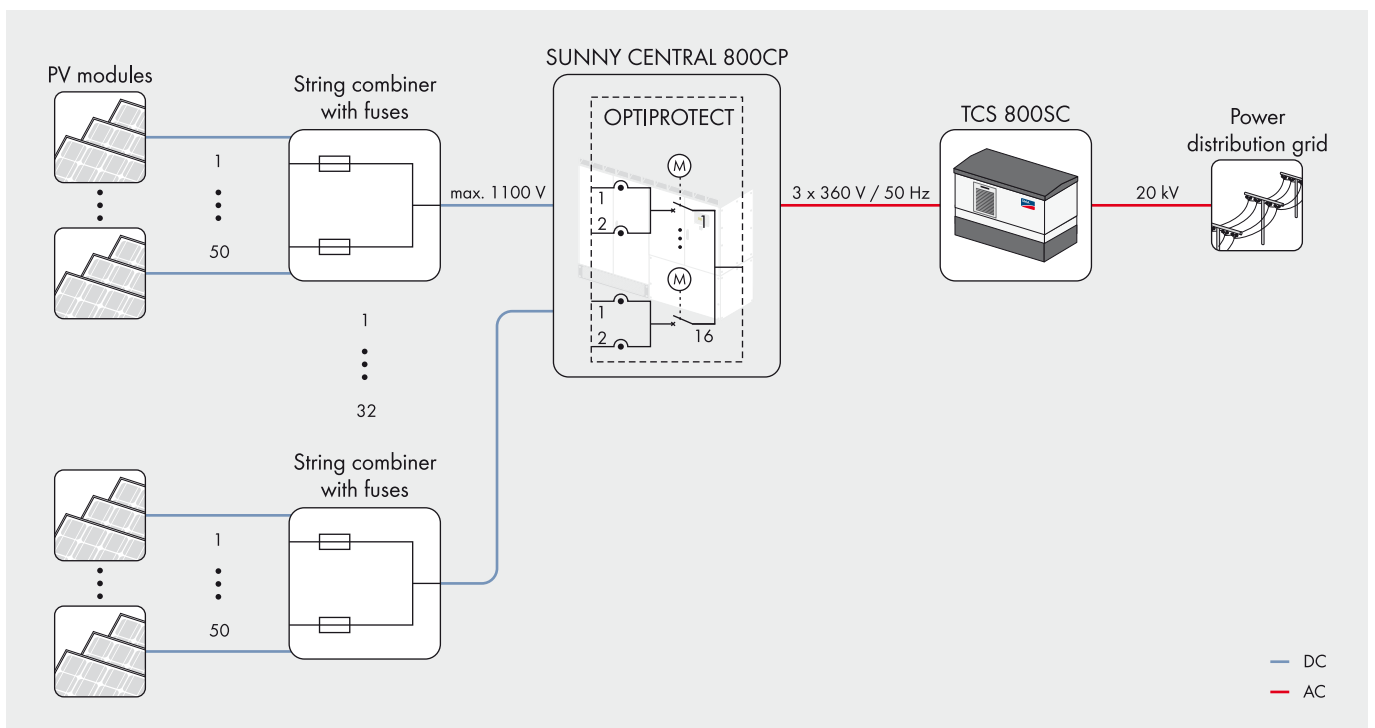 SUNNY CENTRAL 800CP
PV modules
String combiner
with fuses
OPTIPROTECT
TCS 800SC
Power
distribution grid
1
50
max. 1100 V
M
1
2
1
3 x 360 V / 50 Hz
20 kV
M
1
2
16
1
32
String combiner
with fuses
1
50
DC
AC